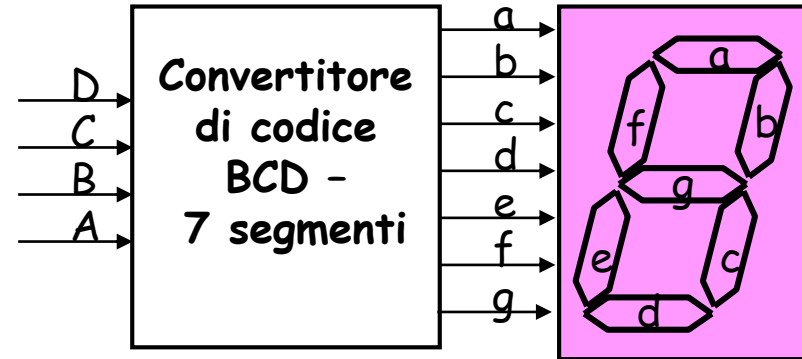 D
C
B
A
Convertitore
di codice
BCD –
7 segmenti
a
b
c
d
e
f
g
a
f
b
g
e
c
d